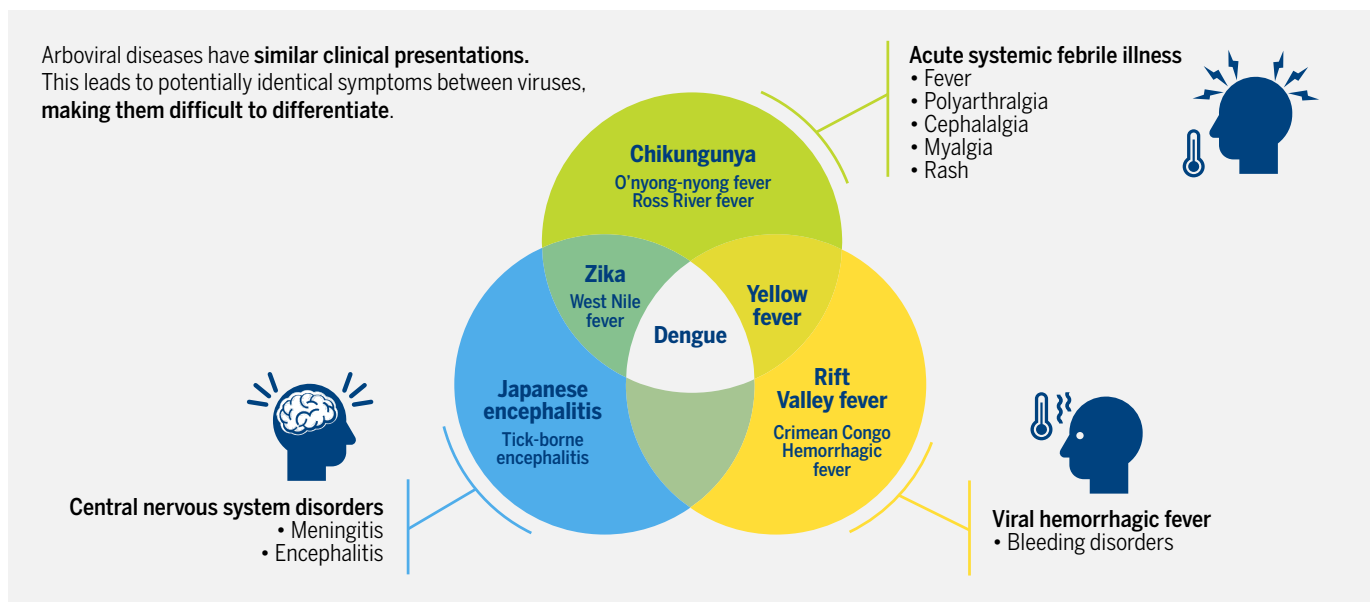 Arboviral diseases have similar clinical presentations.
This leads to potentially identical symptoms between viruses,
making them difficult to differentiate.
Acute systemic febrile illness
• Fever
• Polyarthralgia
• Cephalalgia
• Myalgia
• Rash
Chikungunya
O'nyong-nyong fever
Ross River fever
Zika
West Nile
fever
Yellow
fever
Dengue
Japanese
encephalitis
Tick-borne
encephalitis
Rift
Valley fever
Crimean Congo
Hemorrhagic
fever
Central nervous system disorders
• Meningitis
• Encephalitis
Viral hemorrhagic fever
• Bleeding disorders